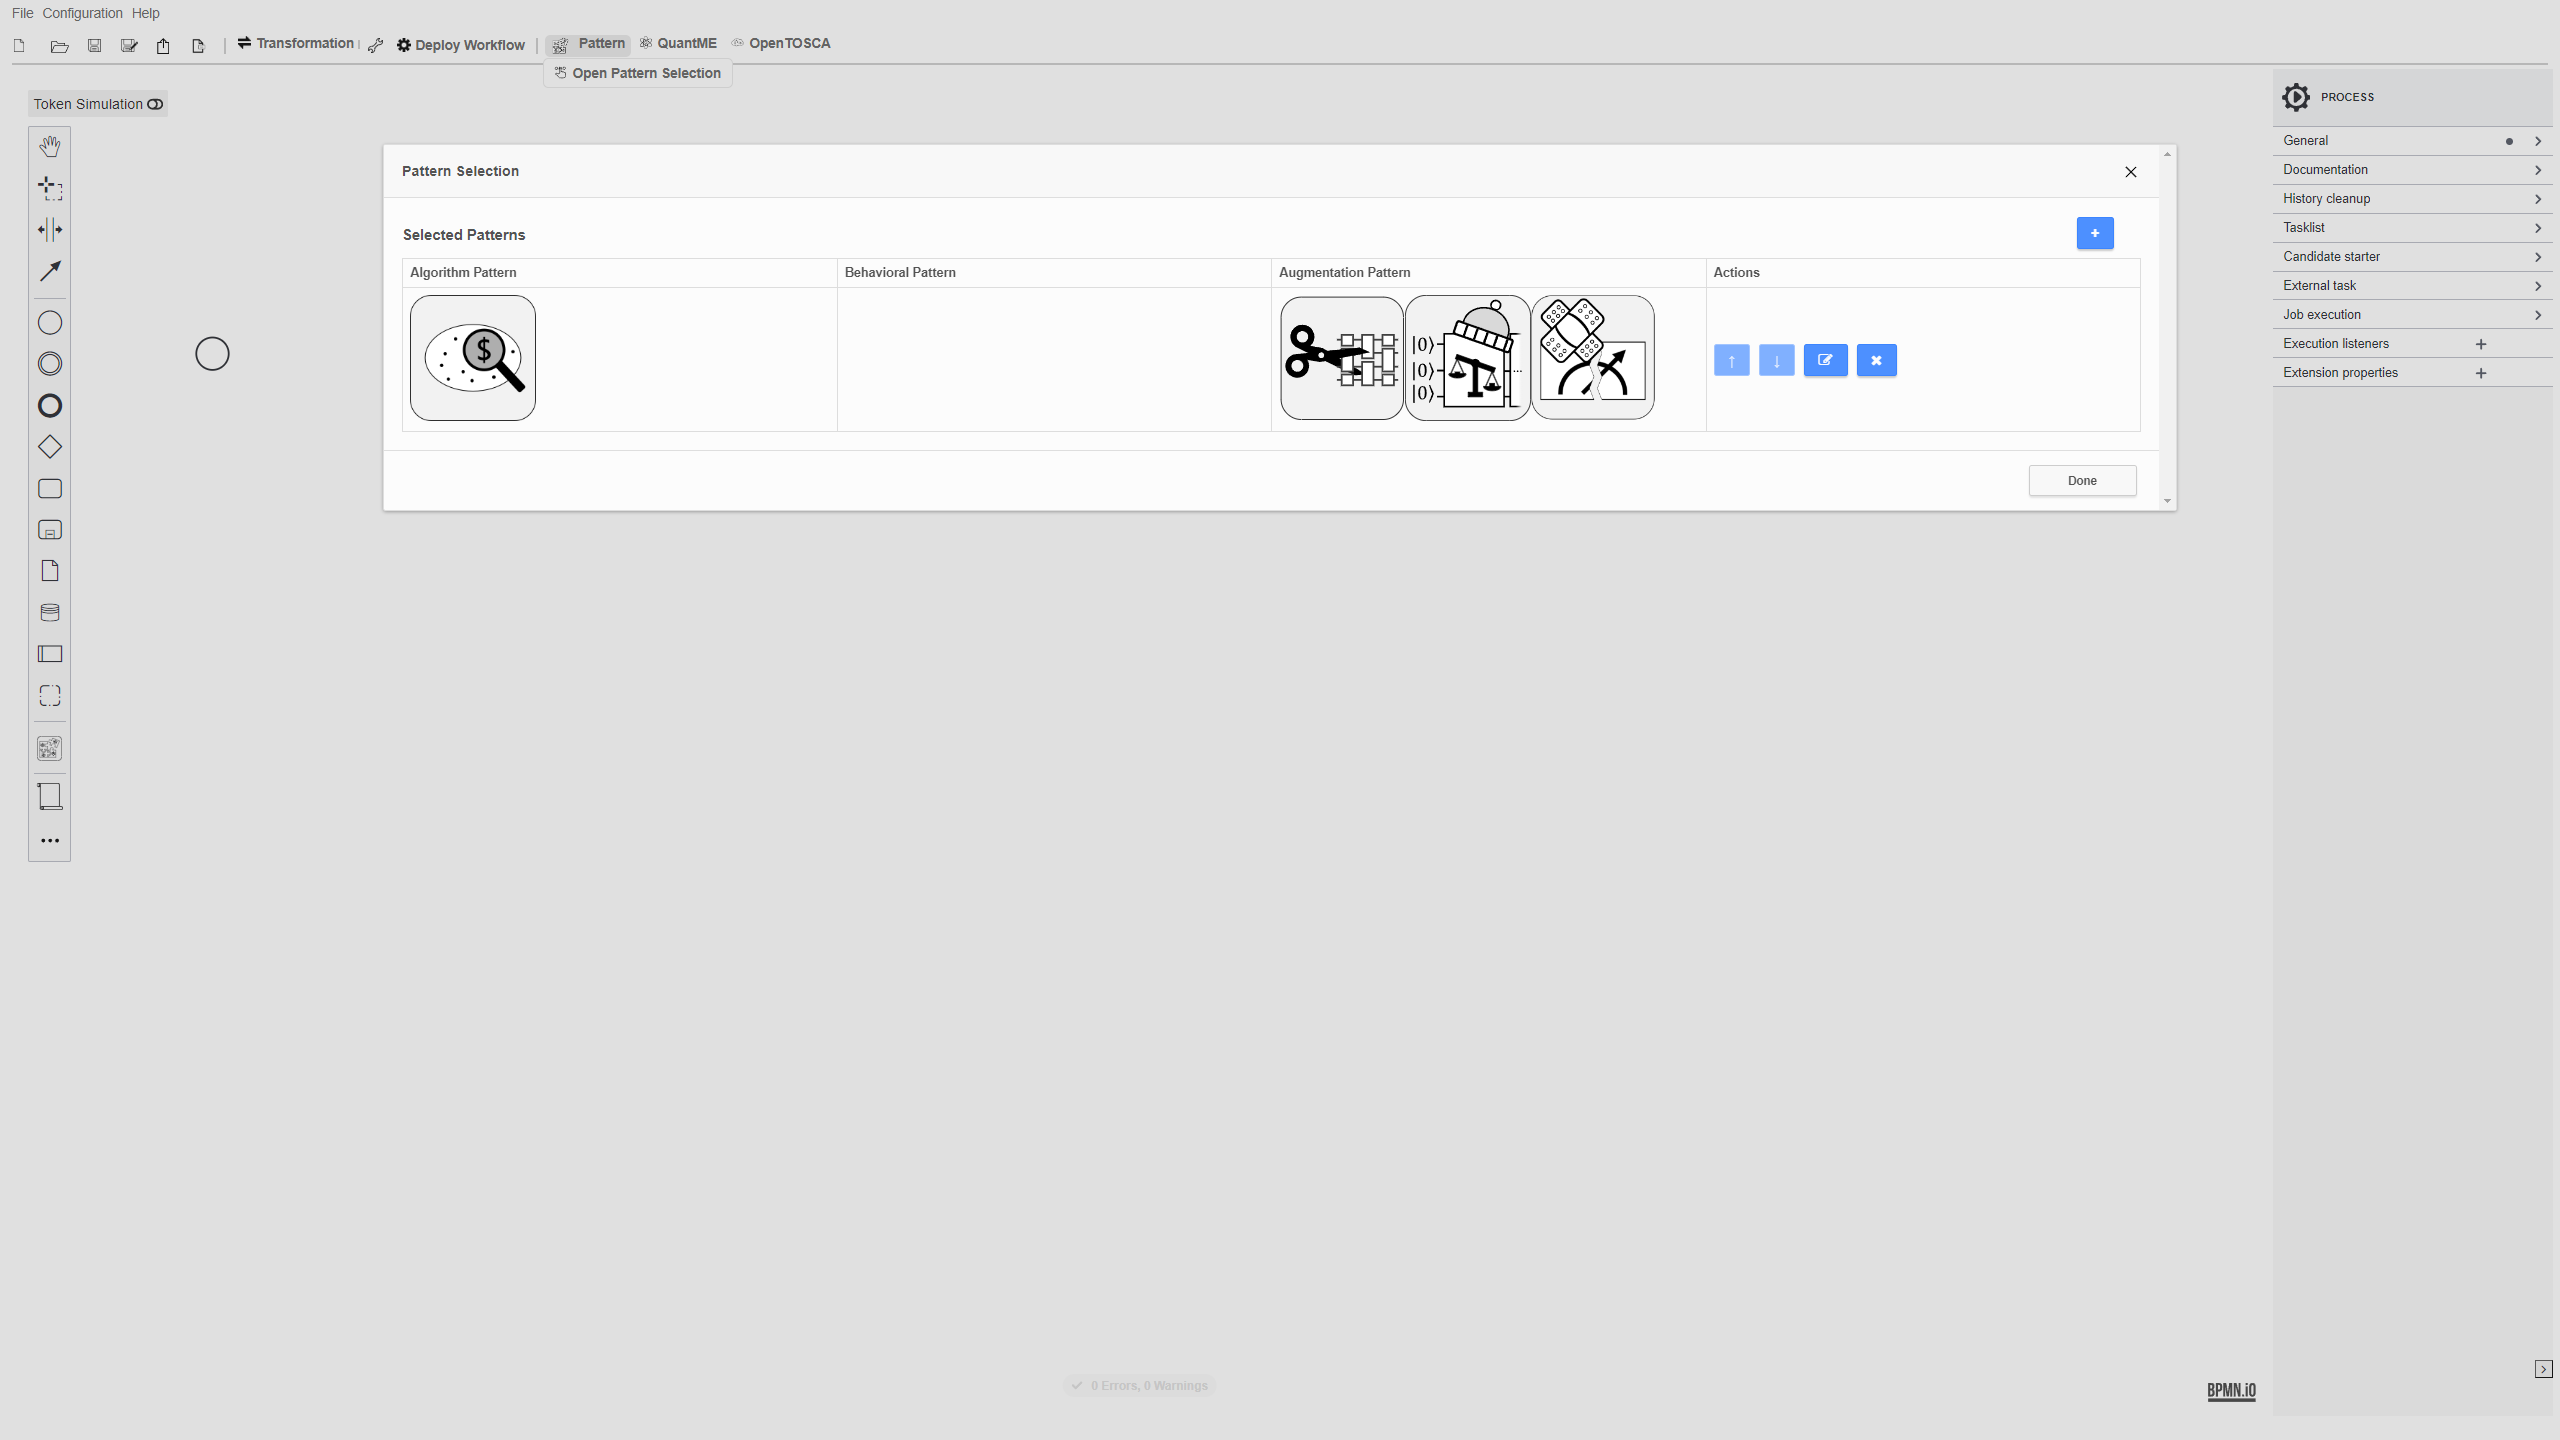 File Configuration Help
Transformation | Deploy Workflow | Pattern QuantME OpenTOSCA
Open Pattern Selection
Token Simulation
PROCESS
General
Documentation
History cleanup
Tasklist
Candidate starter
External task
Job execution
Execution listeners
Extension properties
Pattern Selection
Selected Patterns
+
Algorithm Pattern Behavioral Pattern Augmentation Pattern Actions
$
|0⟩
|0⟩ ...
|0⟩
Done
0 Errors, 0 Warnings
BPMN.iO